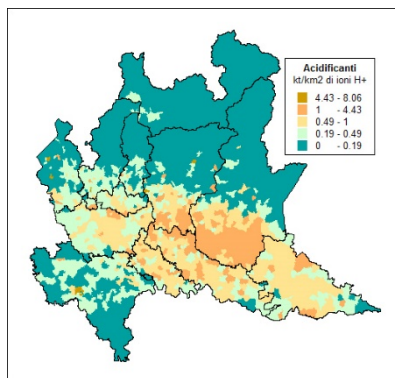 Acidificanti
kt/km2 di ioni H+
4.43 - 8.06
1 - 4.43
0.49 - 1
0.19 - 0.49
0 - 0.19